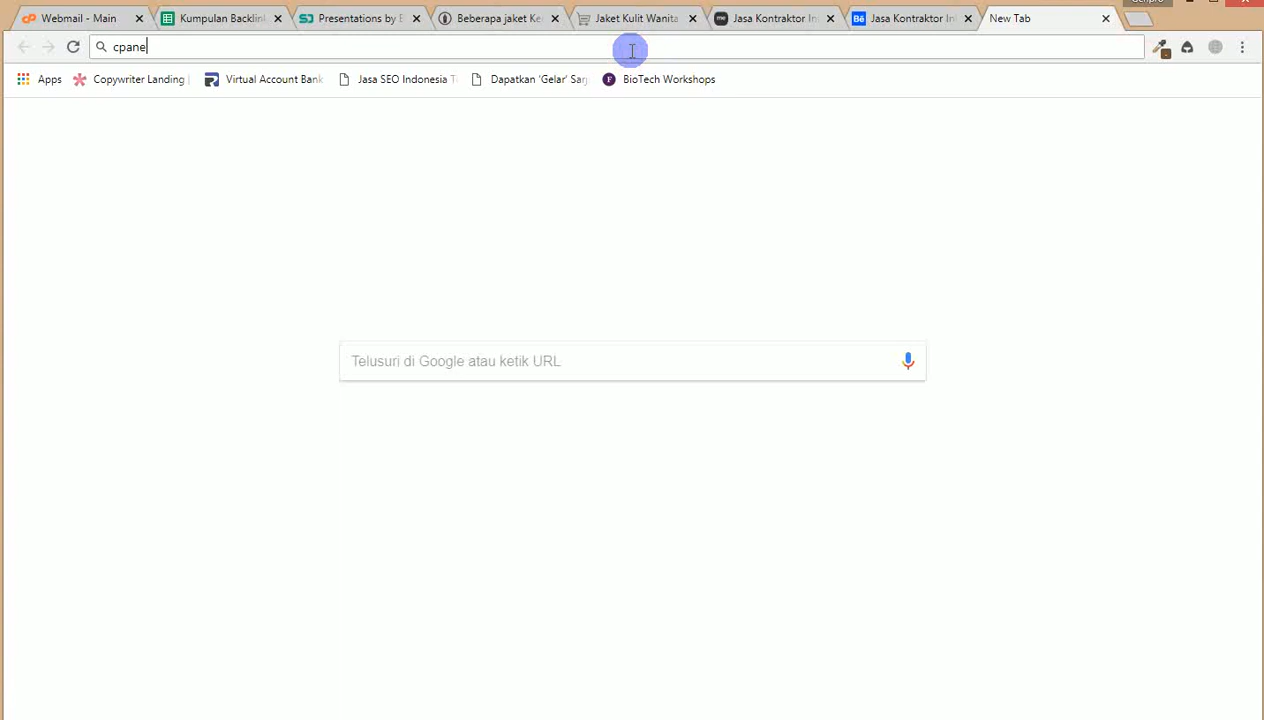 Webmail - Main
Kumpulan Backlink
Presentations by E
Beberapa jaket Ke
Jaket Kulit Wanita
Jasa Kontraktor In
Jasa Kontraktor In
New Tab
cpane
Apps
Copywriter Landing
Virtual Account Bank
Jasa SEO Indonesia T
Dapatkan 'Gelar' Sar
BioTech Workshops
Telusuri di Google atau ketik URL